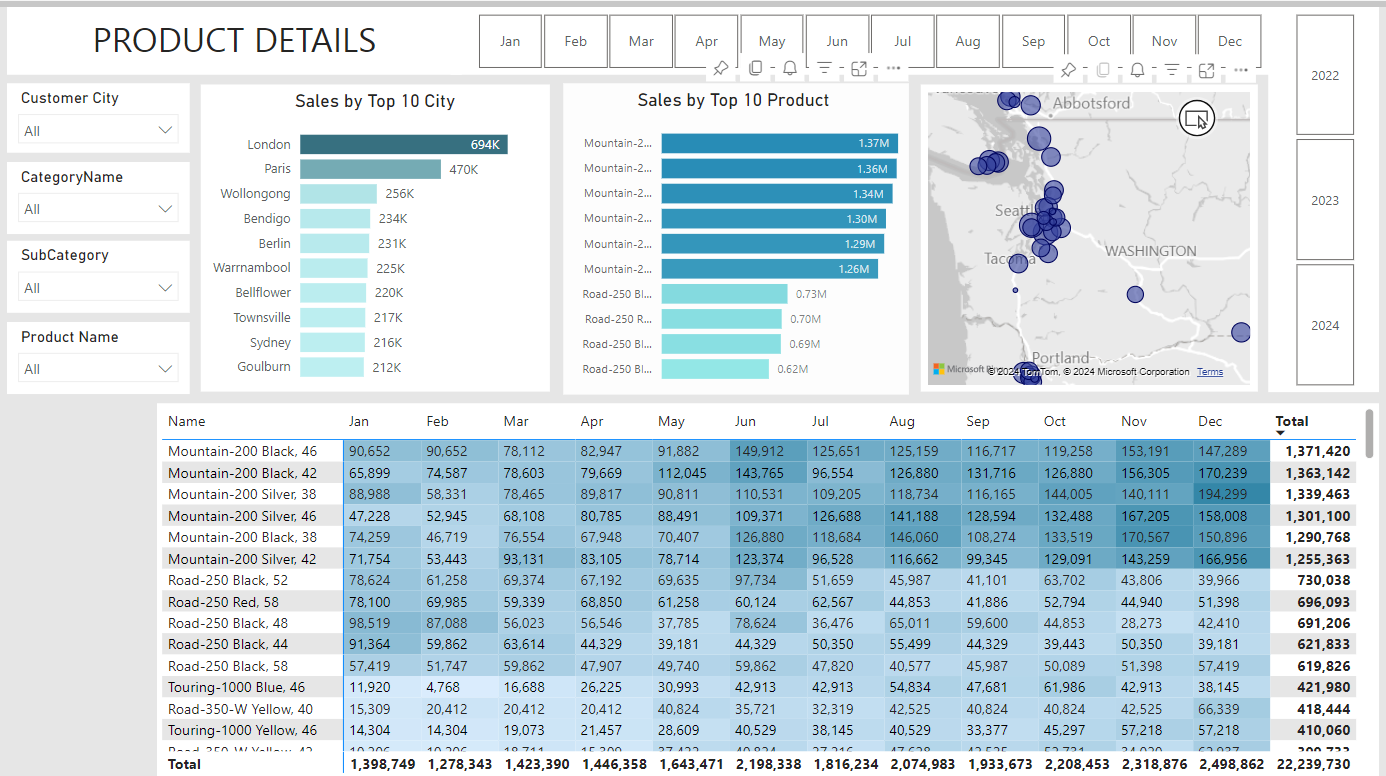 PRODUCT DETAILS
Jan Feb Mar Apr May Jun Jul Aug Sep Oct Nov Dec
2022
2023
2024
Customer City
All
CategoryName
All
SubCategory
All
Product Name
All
Sales by Top 10 City
London 694K
Paris 470K
Wollongong 256K
Bendigo 234K
Berlin 231K
Warrnambool 225K
Bellflower 220K
Townsville 217K
Sydney 216K
Goulburn 212K
Sales by Top 10 Product
Mountain-2... 1.37M
Mountain-2... 1.36M
Mountain-2... 1.34M
Mountain-2... 1.30M
Mountain-2... 1.29M
Mountain-2... 1.26M
Road-250 Bl... 0.73M
Road-250 R... 0.70M
Road-250 Bl... 0.69M
Road-250 Bl... 0.62M
Abbotsford
Seattl
WASHINGTON
Tacoma
Portland
Microsoft
© 2024 TomTom, © 2024 Microsoft Corporation Terms
Name Jan Feb Mar Apr May Jun Jul Aug Sep Oct Nov Dec Total
Mountain-200 Black, 46 90,652 90,652 78,112 82,947 91,882 149,912 125,651 125,159 116,717 119,258 153,191 147,289 1,371,420
Mountain-200 Black, 42 65,899 74,587 78,603 79,669 112,045 143,765 96,554 126,880 131,716 126,880 156,305 170,239 1,363,142
Mountain-200 Silver, 38 88,988 58,331 78,465 89,817 90,811 110,531 109,205 118,734 116,165 144,005 140,111 194,299 1,339,463
Mountain-200 Silver, 46 47,228 52,945 68,108 80,785 88,491 109,371 126,688 141,188 128,594 132,488 167,205 158,008 1,301,100
Mountain-200 Black, 38 74,259 46,719 76,554 67,948 70,407 126,880 118,684 146,060 108,274 133,519 170,567 150,896 1,290,768
Mountain-200 Silver, 42 71,754 53,443 93,131 83,105 78,714 123,374 96,528 116,662 99,345 129,091 143,259 166,956 1,255,363
Road-250 Black, 52 78,624 61,258 69,374 67,192 69,635 97,734 51,659 45,987 41,101 63,702 43,806 39,966 730,038
Road-250 Red, 58 78,100 69,985 59,339 68,850 61,258 60,124 62,567 44,853 41,886 52,794 44,940 51,398 696,093
Road-250 Black, 48 98,519 87,088 56,023 56,546 37,785 78,624 36,476 65,011 59,600 44,853 28,273 42,410 691,206
Road-250 Black, 44 91,364 59,862 63,614 44,329 39,181 44,329 50,350 55,499 44,329 39,443 50,350 39,181 621,833
Road-250 Black, 58 57,419 51,747 59,862 47,907 49,740 59,862 47,820 40,577 45,987 50,089 51,398 57,419 619,826
Touring-1000 Blue, 46 11,920 4,768 16,688 26,225 30,993 42,913 42,913 54,834 47,681 61,986 42,913 38,145 421,980
Road-350-W Yellow, 40 15,309 20,412 20,412 20,412 40,824 35,721 32,319 42,525 40,824 40,824 42,525 66,339 418,444
Touring-1000 Yellow, 46 14,304 14,304 19,073 21,457 28,609 40,529 38,145 40,529 33,377 45,297 57,218 57,218 410,060
Total 1,398,749 1,278,343 1,423,390 1,446,358 1,643,471 2,198,338 1,816,234 2,074,983 1,933,673 2,208,453 2,318,876 2,498,862 22,239,730